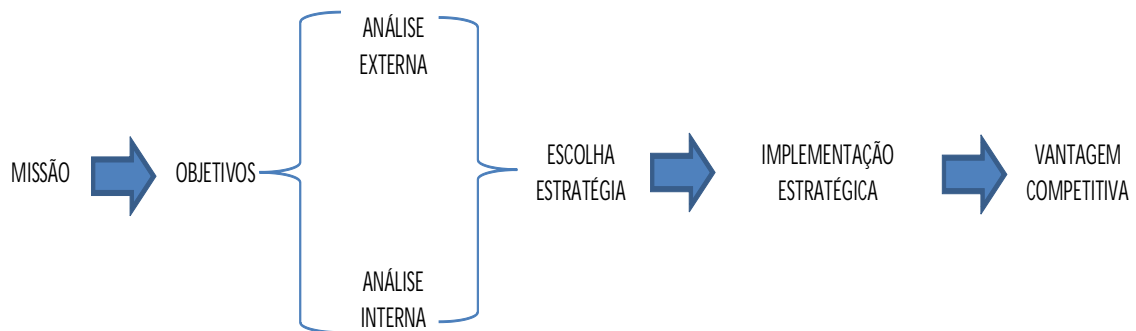 MISSÃO
OBJETIVOS
ANÁLISE
EXTERNA
ANÁLISE
INTERNA
ESCOLHA
ESTRATÉGIA
IMPLEMENTAÇÃO
ESTRATÉGICA
VANTAGEM
COMPETITIVA